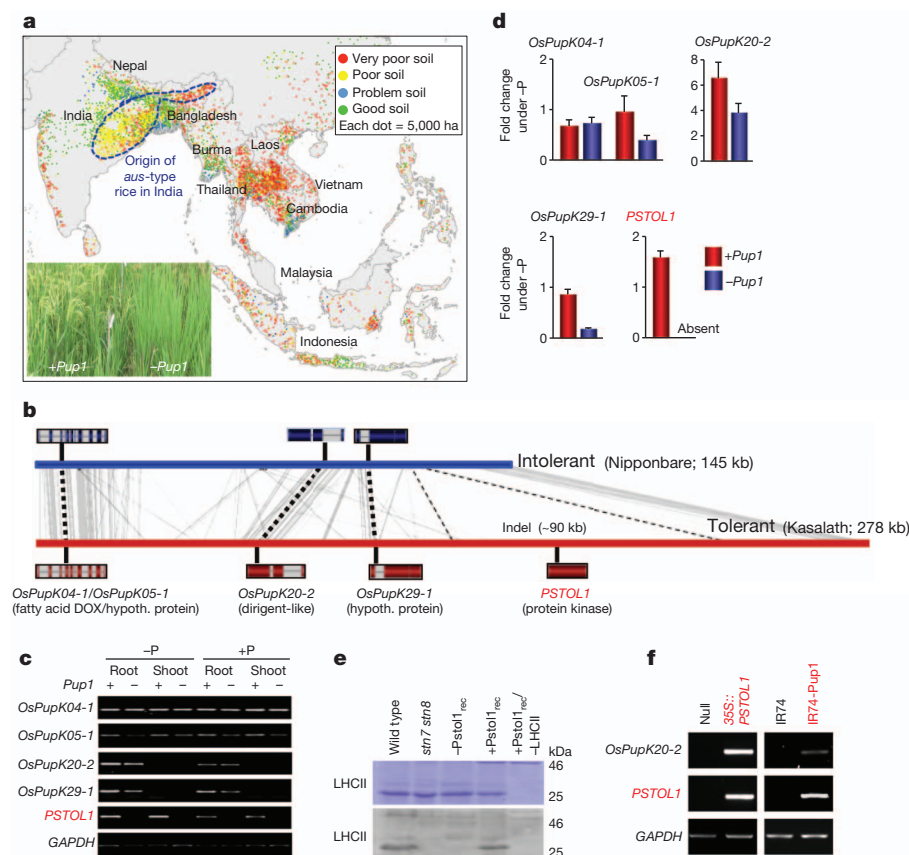 a
Nepal
India
Bangladesh
Burma
Laos
Thailand
Vietnam
Cambodia
Malaysia
Indonesia
Origin of
aus-type
rice in India
Very poor soil
Poor soil
Problem soil
Good soil
Each dot = 5,000 ha
+Pup1
–Pup1
d
OsPupK04-1
OsPupK05-1
Fold change
under –P
2
1
0
OsPupK20-2
8
6
4
2
0
OsPupK29-1
Fold change
under –P
2
1
0
PSTOL1
2
1
0
Absent
+Pup1
–Pup1
b
Intolerant (Nipponbare; 145 kb)
Indel (~90 kb)
Tolerant (Kasalath; 278 kb)
OsPupK04-1/OsPupK05-1
(fatty acid DOX/hypoth. protein)
OsPupK20-2
(dirigent-like)
OsPupK29-1
(hypoth. protein)
PSTOL1
(protein kinase)
c
–P +P
Root Shoot Root Shoot
Pup1 + – + – + – + –
OsPupK04-1
OsPupK05-1
OsPupK20-2
OsPupK29-1
PSTOL1
GAPDH
e
Wild type
stn7 stn8
–Pstol1rec
+Pstol1rec
+Pstol1rec/
–LHCII
kDa
LHCII
46
25
LHCII
46
25
f
Null
35S::
PSTOL1
IR74
IR74-Pup1
OsPupK20-2
PSTOL1
GAPDH